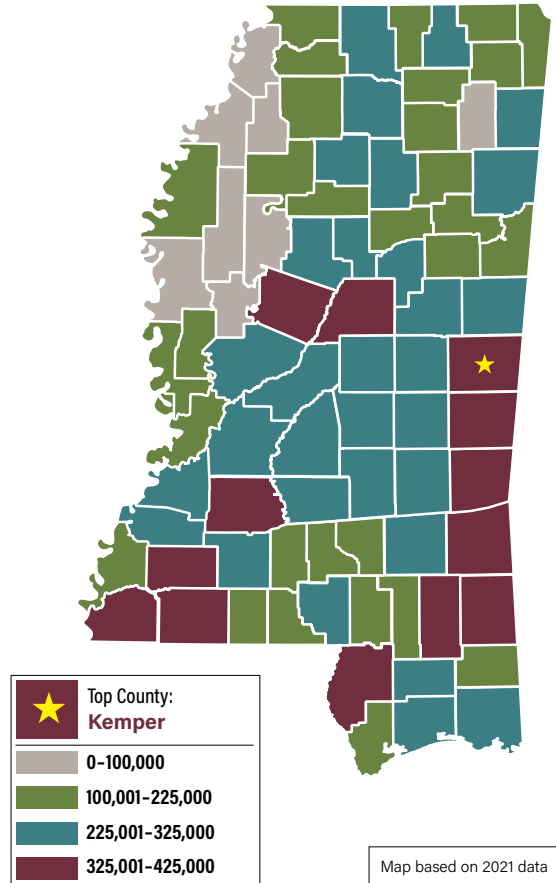 Top County:
Kemper
0–100,000
100,001–225,000
225,001–325,000
325,001–425,000
Map based on 2021 data